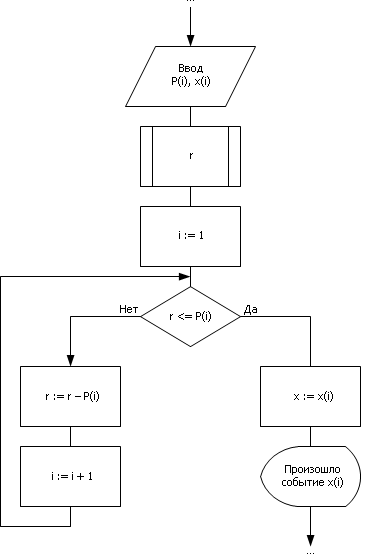 ...
Ввод
P(i), x(i)
r
i := 1
r <= P(i)
Нет
Да
r := r – P(i)
x := x(i)
i := i + 1
Произошло
событие x(i)
...